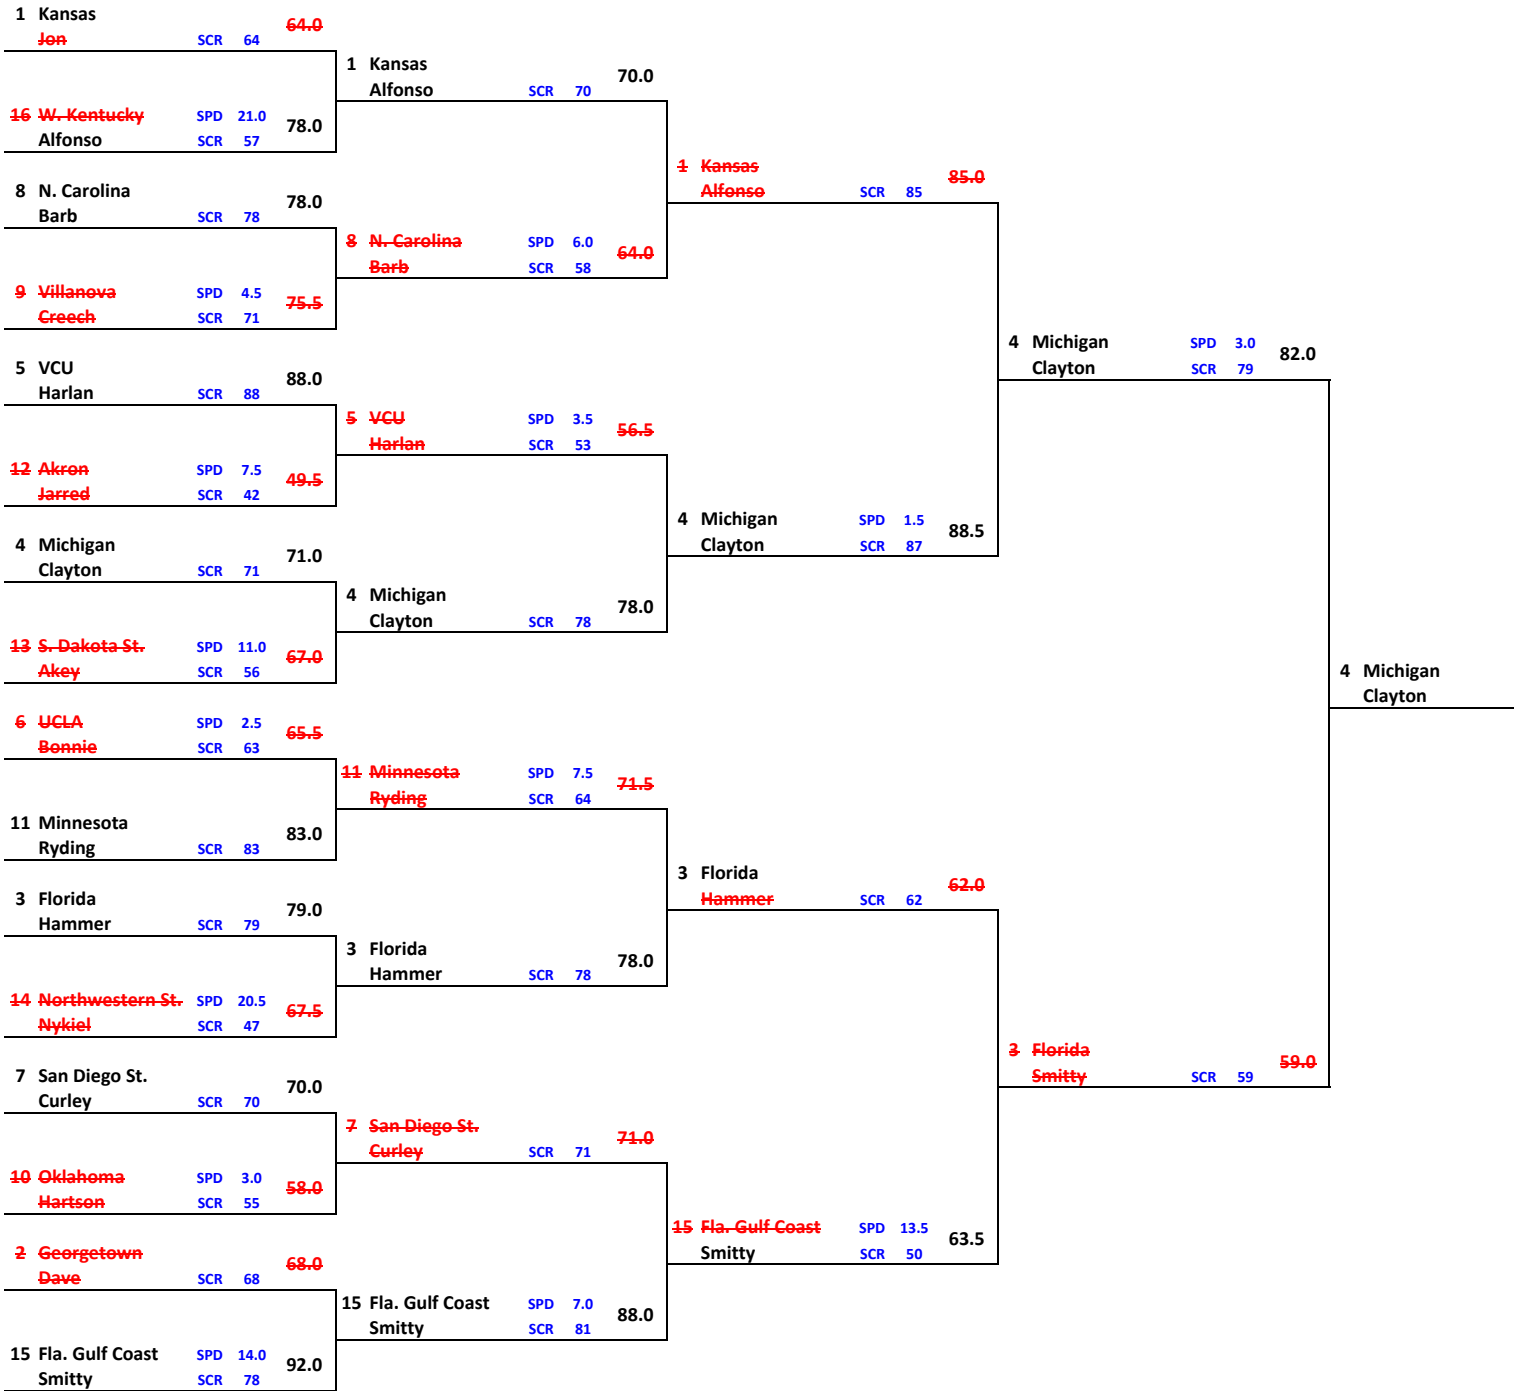 1 Kansas 64.0
Jon SCR 64
16 W. Kentucky SPD 21.0 78.0
Alfonso SCR 57
8 N. Carolina 78.0
Barb SCR 78
9 Villanova SPD 4.5 75.5
Creech SCR 71
5 VCU 88.0
Harlan SCR 88
12 Akron SPD 7.5 49.5
Jarred SCR 42
4 Michigan 71.0
Clayton SCR 71
13 S. Dakota St. SPD 11.0 67.0
Akey SCR 56
6 UCLA SPD 2.5 65.5
Bonnie SCR 63
11 Minnesota 83.0
Ryding SCR 83
3 Florida 79.0
Hammer SCR 79
14 Northwestern St. SPD 20.5 67.5
Nykiel SCR 47
7 San Diego St. 70.0
Curley SCR 70
10 Oklahoma SPD 3.0 58.0
Hartson SCR 55
2 Georgetown 68.0
Dave SCR 68
15 Fla. Gulf Coast SPD 14.0 92.0
Smitty SCR 78
1 Kansas 70.0
Alfonso SCR 70
8 N. Carolina SPD 6.0 64.0
Barb SCR 58
5 VCU SPD 3.5 56.5
Harlan SCR 53
4 Michigan 78.0
Clayton SCR 78
11 Minnesota SPD 7.5 71.5
Ryding SCR 64
3 Florida 78.0
Hammer SCR 78
7 San Diego St. 71.0
Curley SCR 71
15 Fla. Gulf Coast SPD 7.0 88.0
Smitty SCR 81
1 Kansas 85.0
Alfonso SCR 85
4 Michigan SPD 1.5 88.5
Clayton SCR 87
3 Florida 62.0
Hammer SCR 62
15 Fla. Gulf Coast SPD 13.5 63.5
Smitty SCR 50
4 Michigan SPD 3.0 82.0
Clayton SCR 79
3 Florida 59.0
Smitty SCR 59
4 Michigan
Clayton